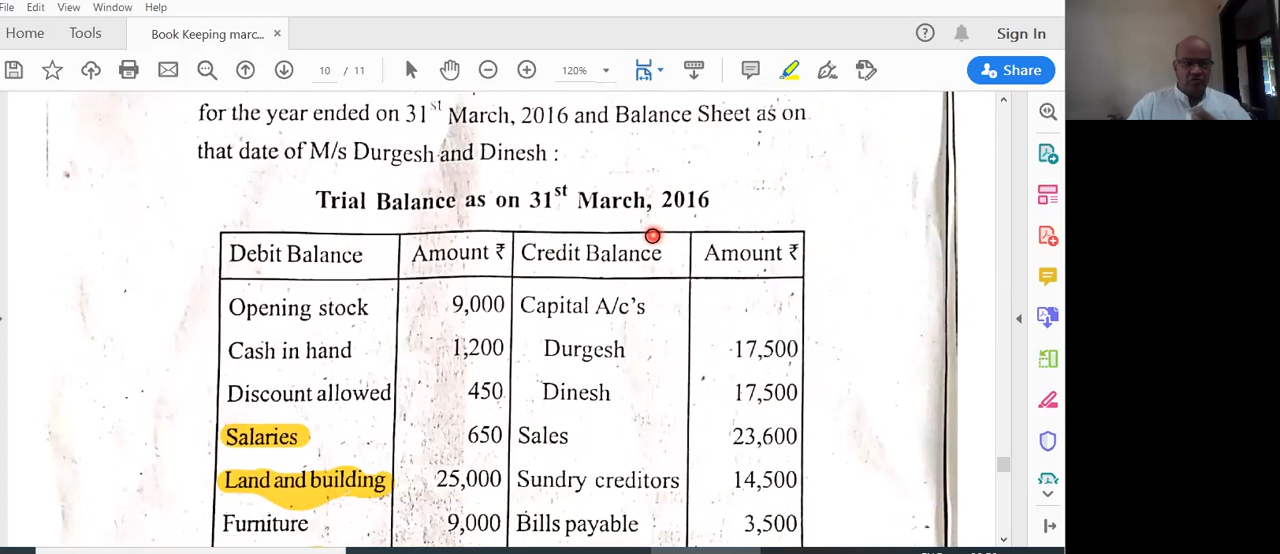 File Edit View Window Help
Home Tools Book Keeping marc... × Sign In
10 / 11 120% Share
for the year ended on 31st March, 2016 and Balance Sheet as on
that date of M/s Durgesh and Dinesh :
Trial Balance as on 31st March, 2016
Debit Balance Amount ₹ Credit Balance Amount ₹
Opening stock 9,000 Capital A/c's
Cash in hand 1,200 Durgesh 17,500
Discount allowed 450 Dinesh 17,500
Salaries 650 Sales 23,600
Land and building 25,000 Sundry creditors 14,500
Furniture 9,000 Bills payable 3,500